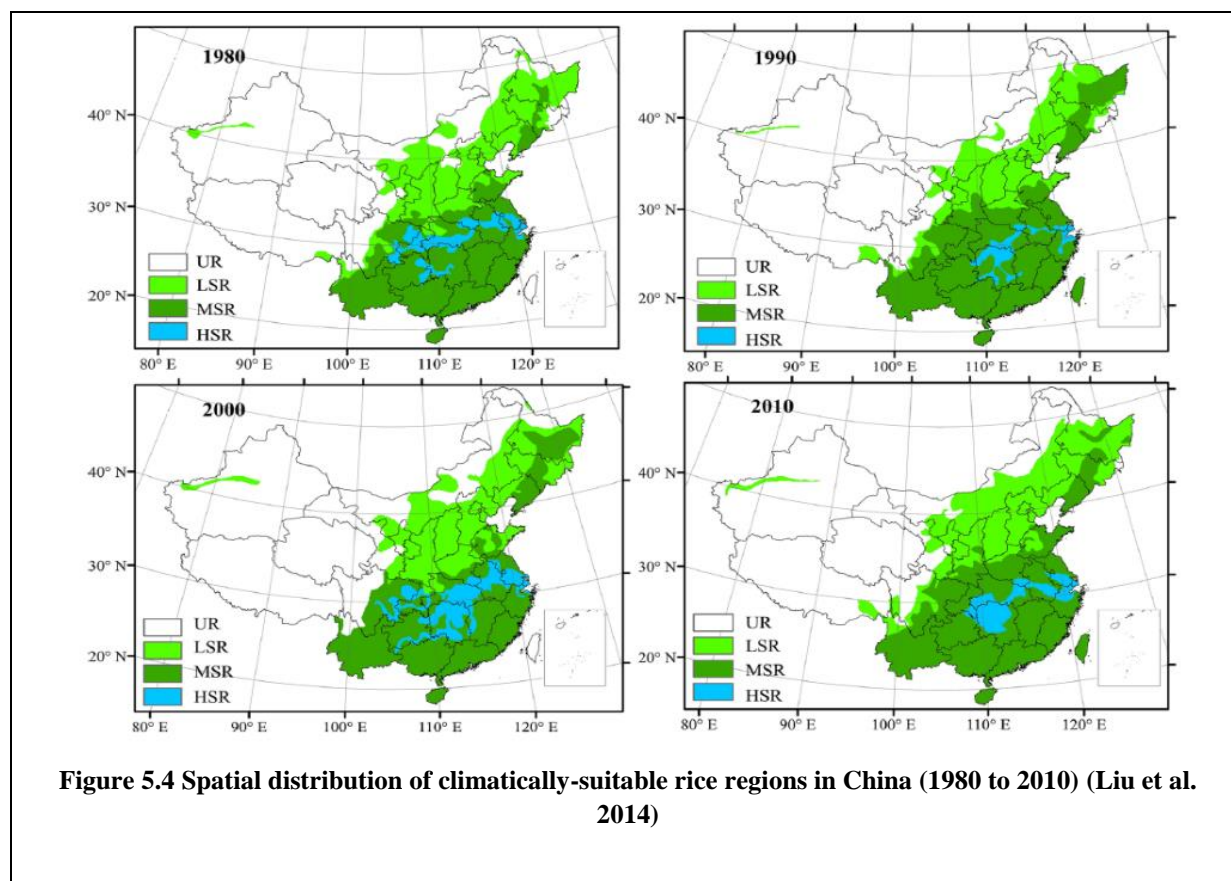 1980
40° N
30° N
20° N
UR
LSR
MSR
HSR
80° E 90° E 100° E 110° E 120° E
1990
40° N
30° N
20° N
UR
LSR
MSR
HSR
80° E 90° E 100° E 110° E 120° E
2000
40° N
30° N
20° N
UR
LSR
MSR
HSR
80° E 90° E 100° E 110° E 120° E
2010
40° N
30° N
20° N
UR
LSR
MSR
HSR
80° E 90° E 100° E 110° E 120° E
Figure 5.4 Spatial distribution of climatically-suitable rice regions in China (1980 to 2010) (Liu et al.
2014)